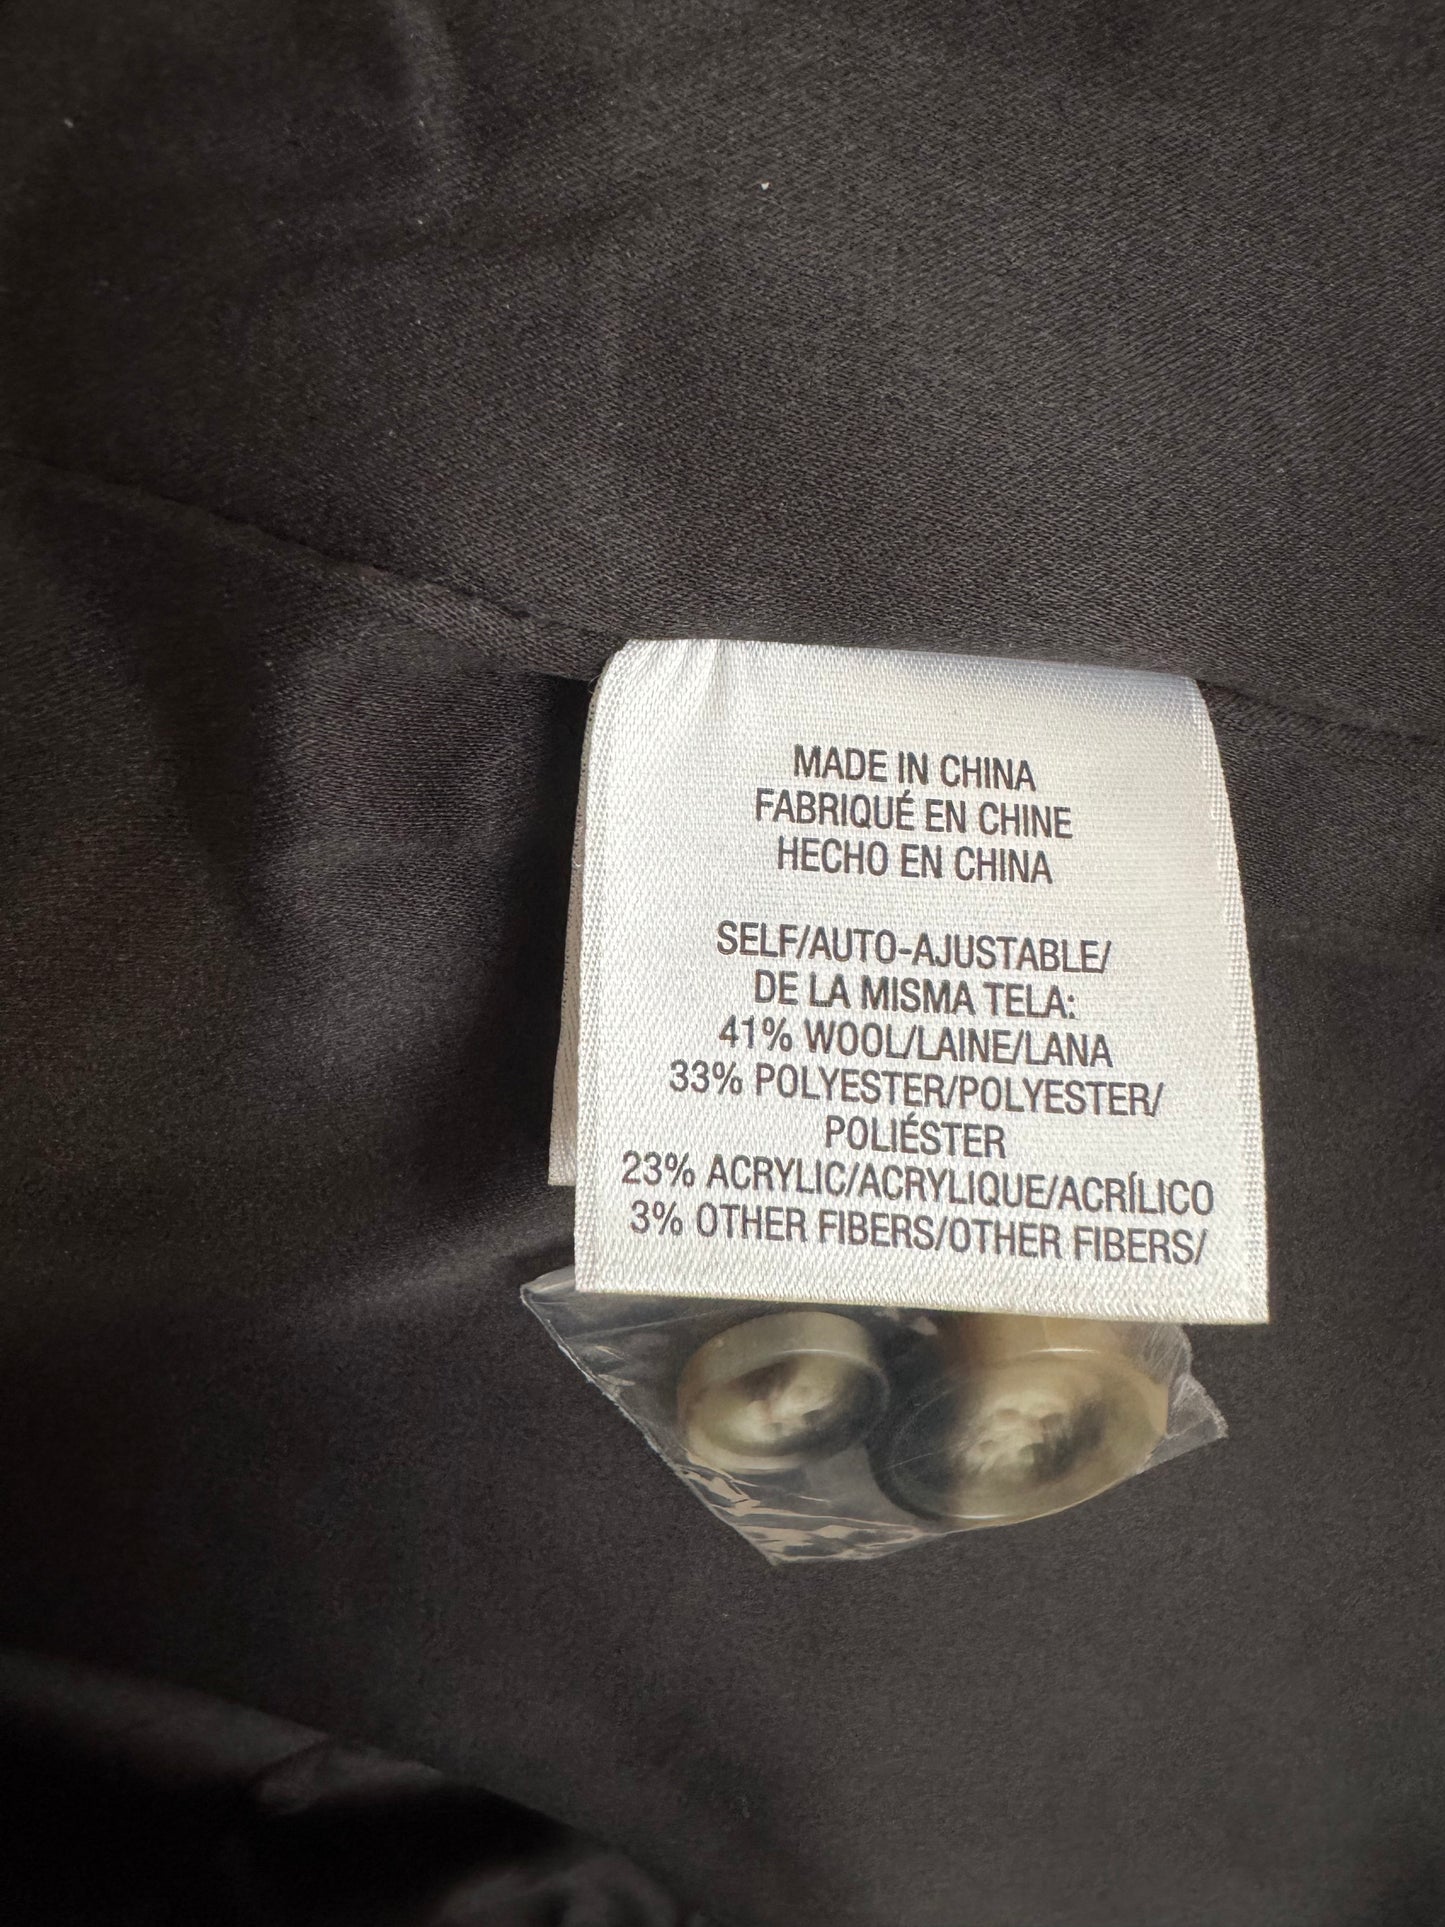 MADE IN CHINA
FABRIQUÉ EN CHINE
HECHO EN CHINA
SELF/AUTO-AJUSTABLE/
DE LA MISMA TELA:
41% WOOL/LAINE/LANA
33% POLYESTER/POLYESTER/
POLIÉSTER
23% ACRYLIC/ACRYLIQUE/ACRÍLICO
3% OTHER FIBERS/OTHER FIBERS/